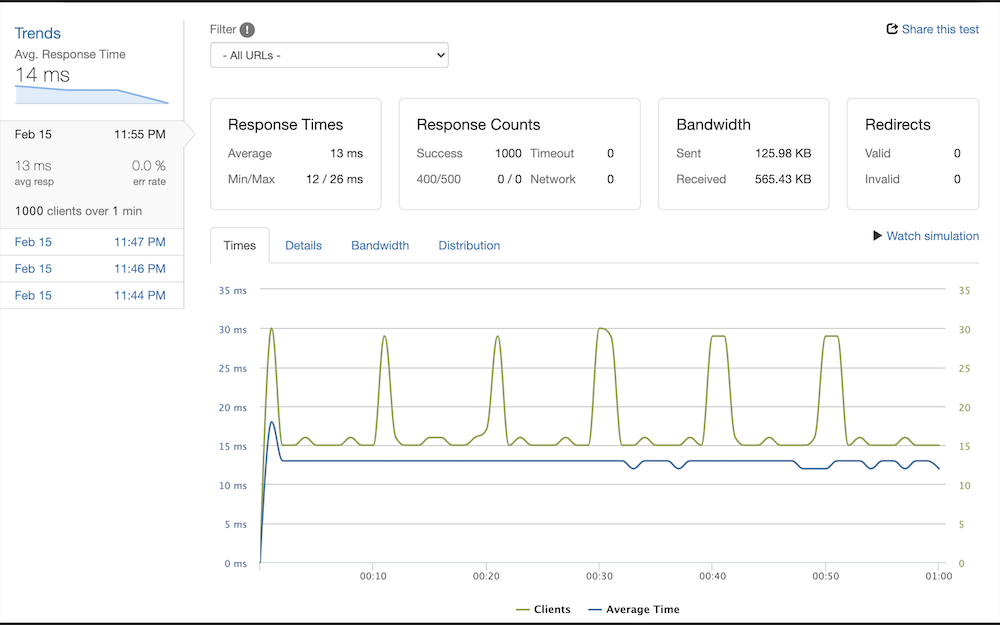 Trends
Avg. Response Time
14 ms
Feb 15 11:55 PM
13 ms 0.0 %
avg resp err rate
1000 clients over 1 min
Feb 15 11:47 PM
Feb 15 11:46 PM
Feb 15 11:44 PM
Filter !
- All URLs -
Share this test
Response Times
Average 13 ms
Min/Max 12 / 26 ms
Response Counts
Success 1000 Timeout 0
400/500 0 / 0 Network 0
Bandwidth
Sent 125.98 KB
Received 565.43 KB
Redirects
Valid 0
Invalid 0
Times Details Bandwidth Distribution
Watch simulation
35 ms 35
30 ms 30
25 ms 25
20 ms 20
15 ms 15
10 ms 10
5 ms 5
0 ms 0
00:10 00:20 00:30 00:40 00:50 01:00
Clients Average Time